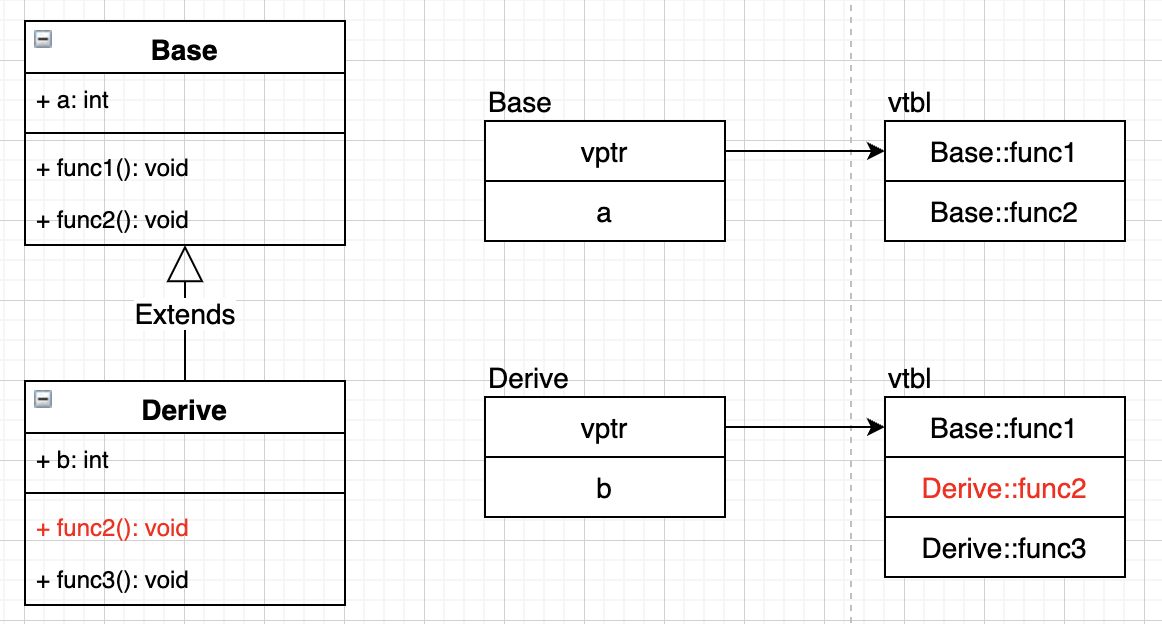 Base
+ a: int
+ func1(): void
+ func2(): void
Extends
Derive
+ b: int
+ func2(): void
+ func3(): void
Base
vptr
a
vtbl
Base::func1
Base::func2
Derive
vptr
b
vtbl
Base::func1
Derive::func2
Derive::func3